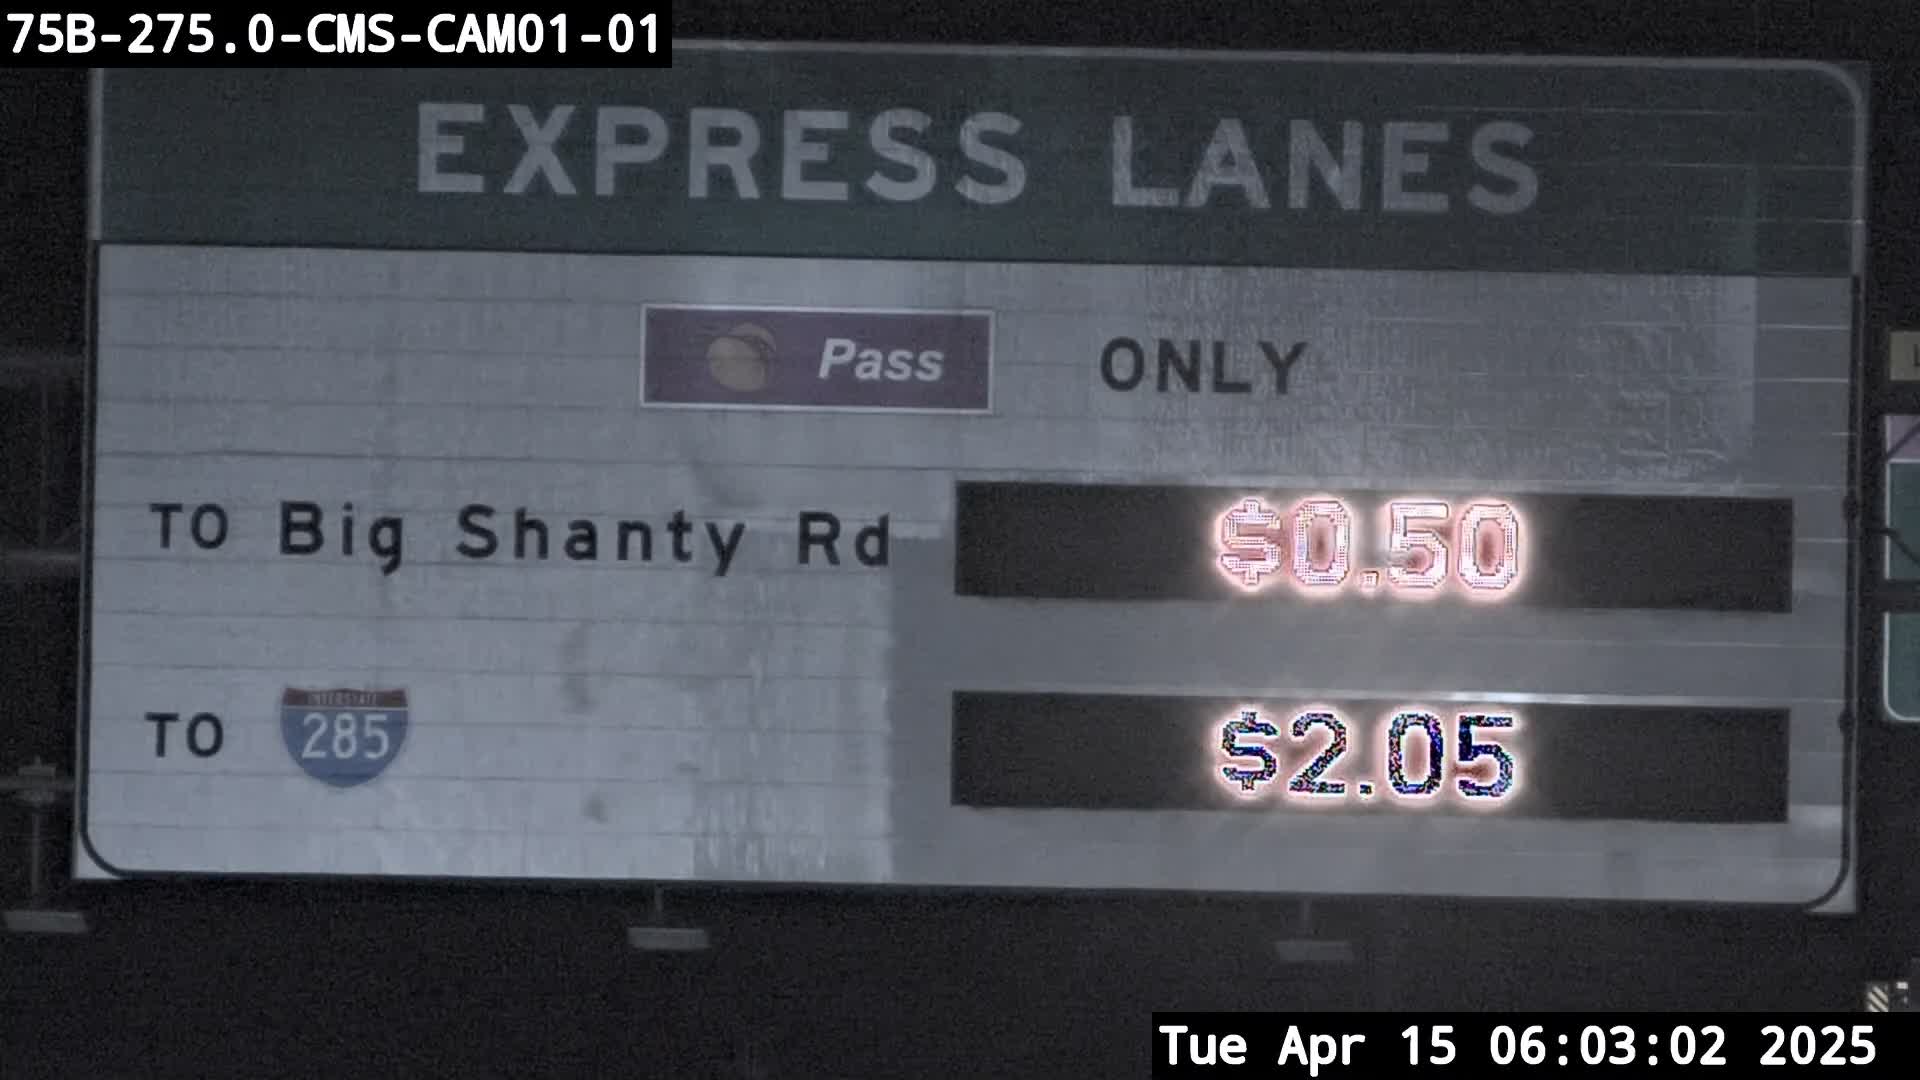 75B-275.0-CMS-CAM01-01
EXPRESS LANES
Pass ONLY
TO Big Shanty Rd $0.50
INTERSTATE
TO 285 $2.05
Tue Apr 15 06:03:02 2025